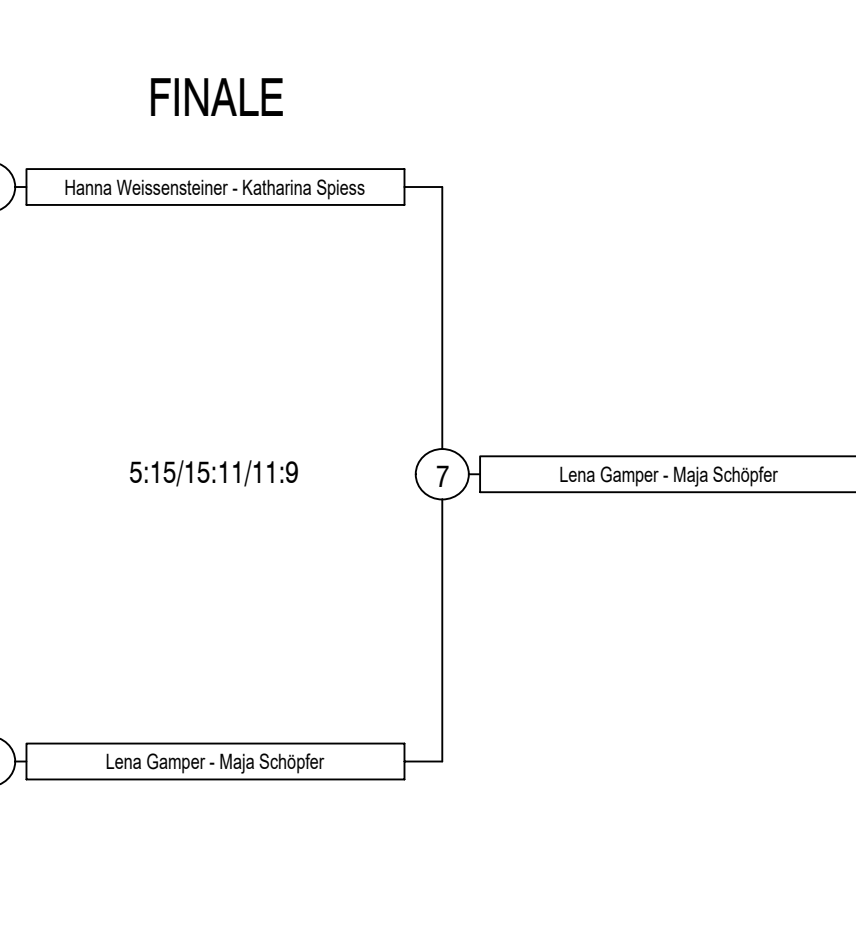 FINALE
Hanna Weissensteiner - Katharina Spiess
5:15/15:11/11:9
7
Lena Gamper - Maja Schöpfer
Lena Gamper - Maja Schöpfer